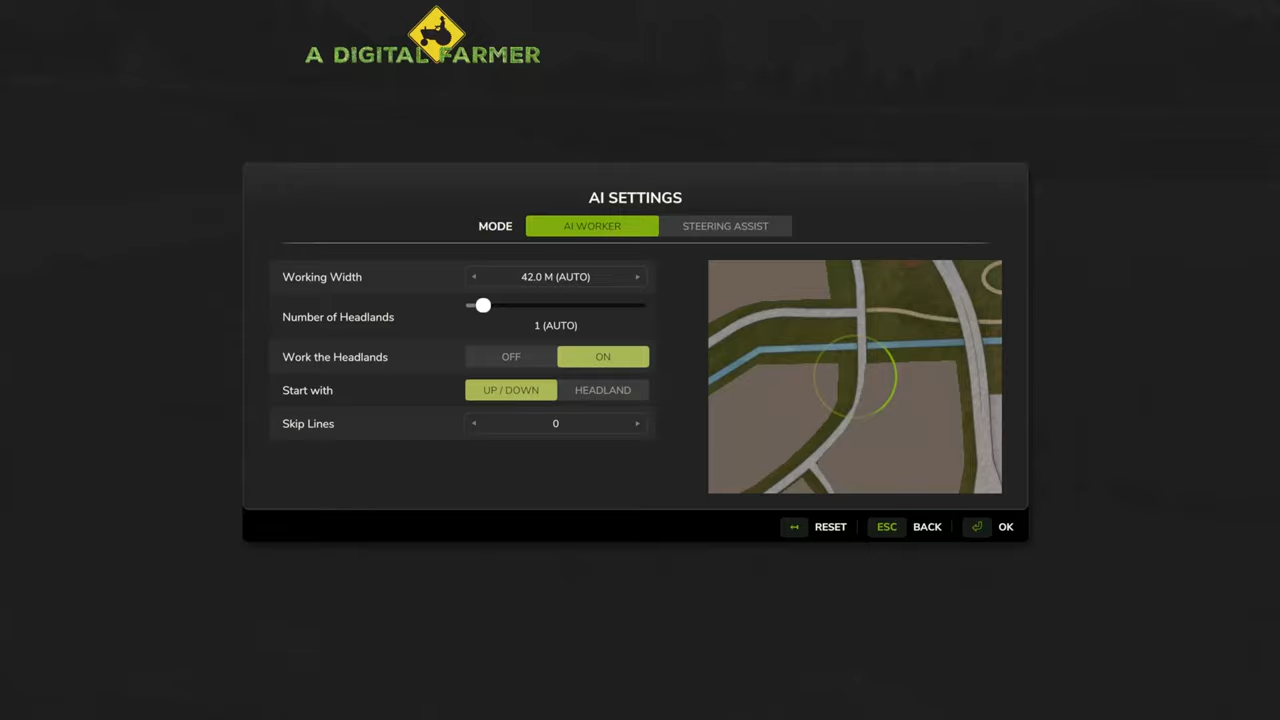 A DIGITAL FARMER
AI SETTINGS
MODE AI WORKER STEERING ASSIST
Working Width 42.0 M (AUTO)
Number of Headlands 1 (AUTO)
Work the Headlands OFF ON
Start with UP / DOWN HEADLAND
Skip Lines 0
RESET ESC BACK OK